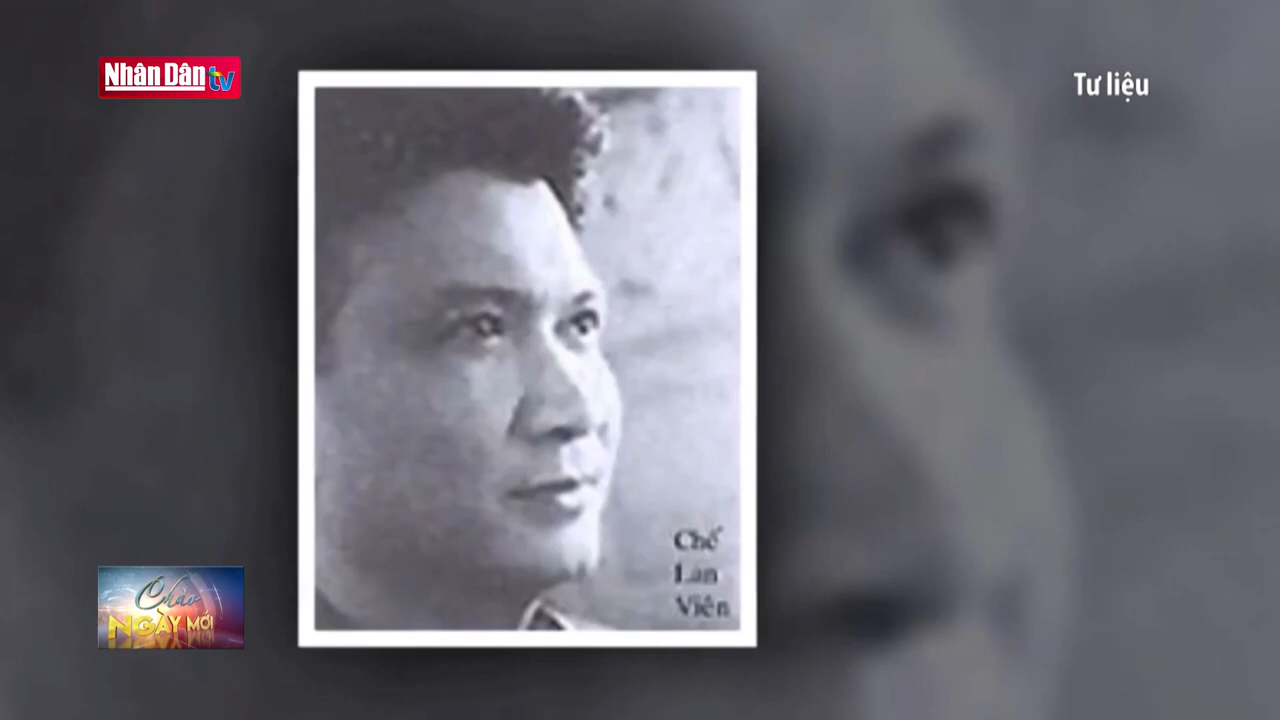 Nhân Dân tv
Tư liệu
Chế
Lan
Viên
Chào
NGÀY MỚI